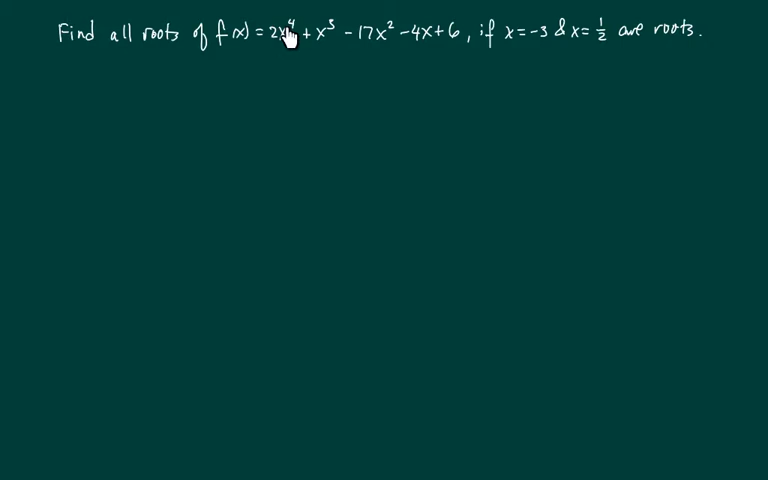 Find all roots of f(x) = 2x⁴ + x³ - 17x² - 4x + 6, if x = -3 & x = 1/2 are roots.